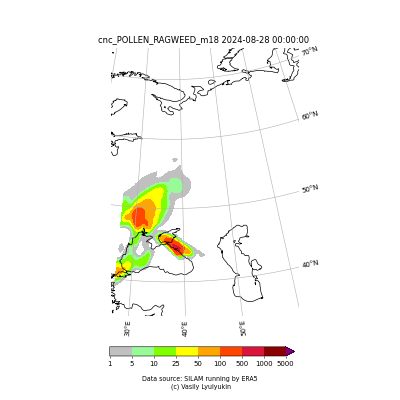 cnc_POLLEN_RAGWEED_m18 2024-08-28 00:00:00
70°N
60°N
50°N
40°N
30°E 40°E 50°E
1 5 10 25 50 100 500 1000 5000
Data source: SILAM running by ERA5
(c) Vasily Lyulyukin